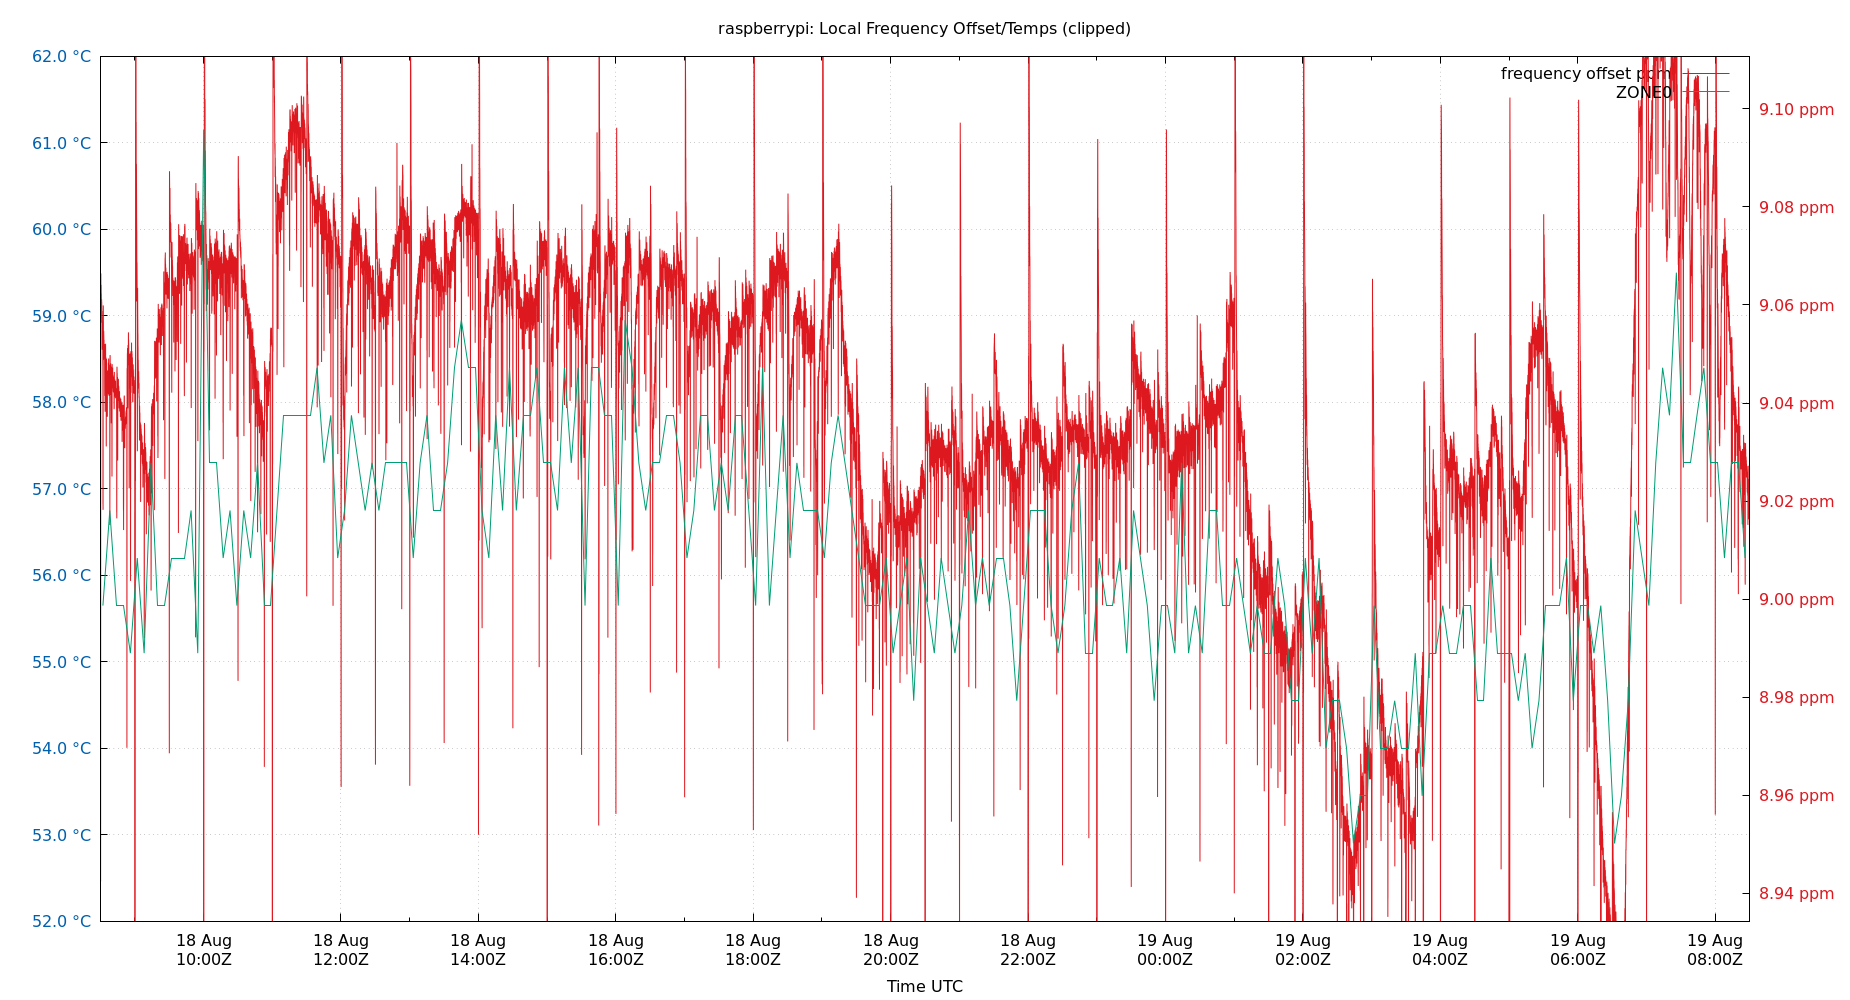 raspberrypi: Local Frequency Offset/Temps (clipped)
62.0 °C
61.0 °C
60.0 °C
59.0 °C
58.0 °C
57.0 °C
56.0 °C
55.0 °C
54.0 °C
53.0 °C
52.0 °C
frequency offset ppm
ZONE0
9.10 ppm
9.08 ppm
9.06 ppm
9.04 ppm
9.02 ppm
9.00 ppm
8.98 ppm
8.96 ppm
8.94 ppm
18 Aug 18 Aug 18 Aug 18 Aug 18 Aug 18 Aug 18 Aug 19 Aug 19 Aug 19 Aug 19 Aug 19 Aug
10:00Z 12:00Z 14:00Z 16:00Z 18:00Z 20:00Z 22:00Z 00:00Z 02:00Z 04:00Z 06:00Z 08:00Z
Time UTC